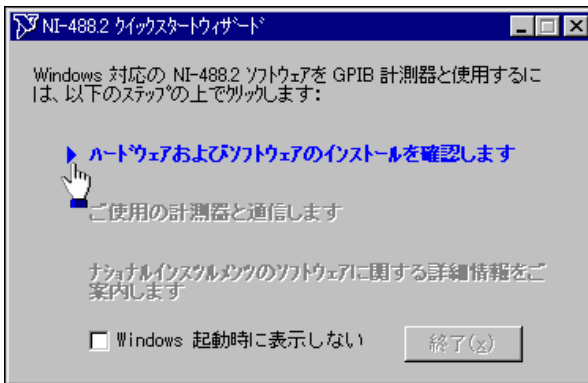 NI-488.2 クイックスタートウィザード
Windows 対応の NI-488.2 ソフトウェアを GPIB 計測器と使用するに
は、以下のステップの上でクリックします:
ハードウェアおよびソフトウェアのインストールを確認します
ご使用の計測器と通信します
ナショナルインスツルメンツのソフトウェアに関する詳細情報をご
案内します
Windows 起動時に表示しない
終了(x)